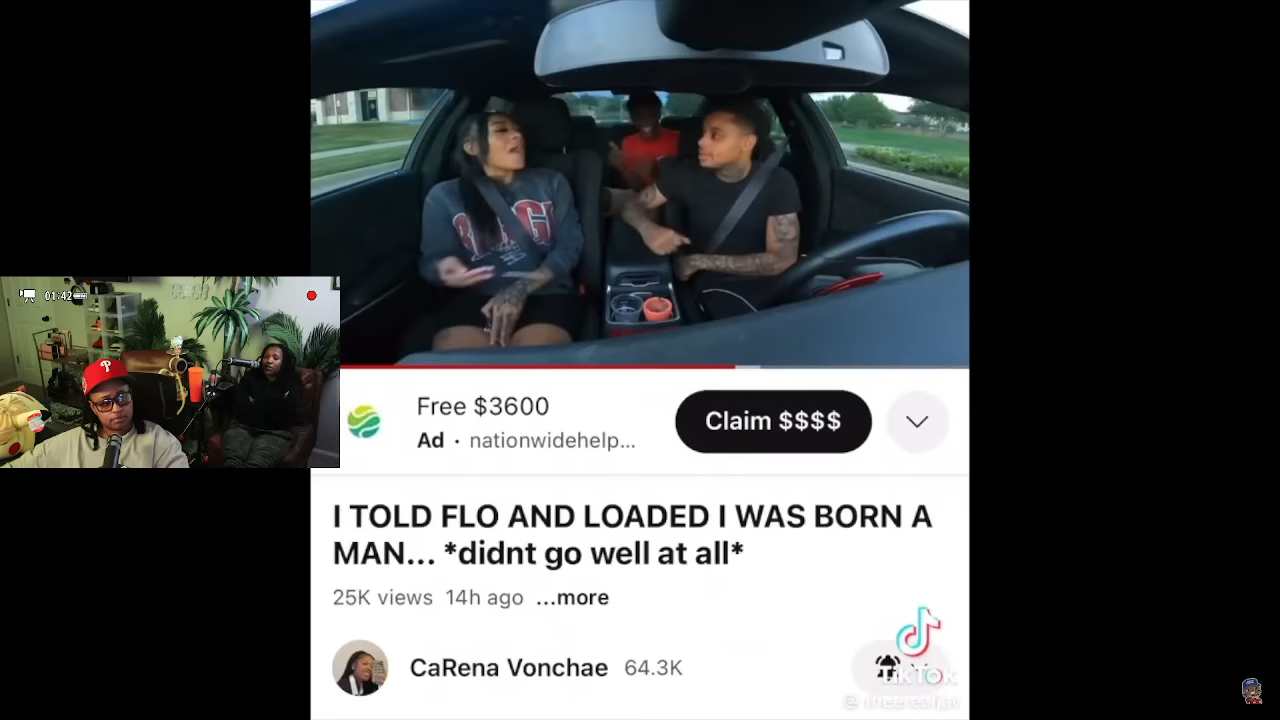 01:42
P
Free $3600
Claim $$$$
Ad · nationwidehelp...
I TOLD FLO AND LOADED I WAS BORN A
MAN... *didnt go well at all*
25K views 14h ago ...more
CaRena Vonchae 64.3K
TikTok